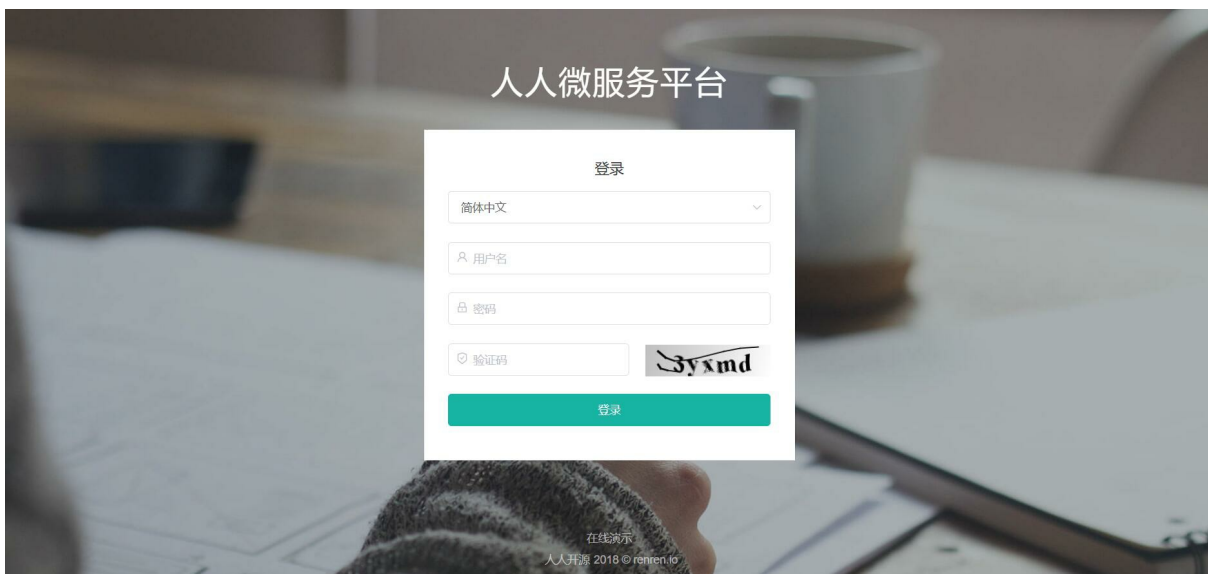 人人微服务平台
登录
简体中文
用户名
密码
验证码
3yxmd
登录
在线演示
人人开源 2018 © renren.io